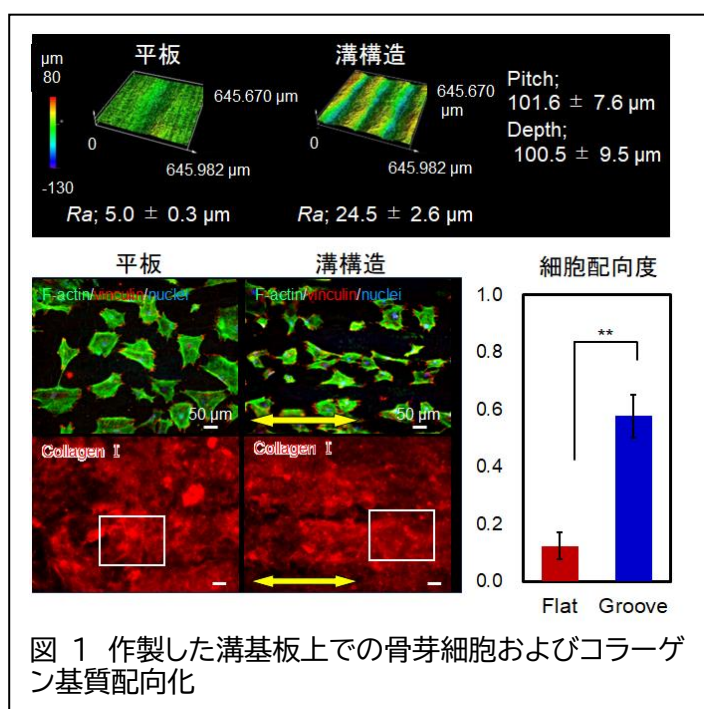 μm
80
-130
平板
645.670 μm
0
645.982 μm
Ra; 5.0 ± 0.3 μm
溝構造
645.670
μm
0
645.982 μm
Ra; 24.5 ± 2.6 μm
Pitch;
101.6 ± 7.6 μm
Depth;
100.5 ± 9.5 μm
平板
溝構造
F-actin/vinculin/nuclei
50 μm
F-actin/vinculin/nuclei
50 μm
Collagen Ⅰ
Collagen Ⅰ
細胞配向度
1.0
0.8
0.6
0.4
0.2
0.0
**
Flat Groove
図 1 作製した溝基板上での骨芽細胞およびコラーゲ
ン基質配向化